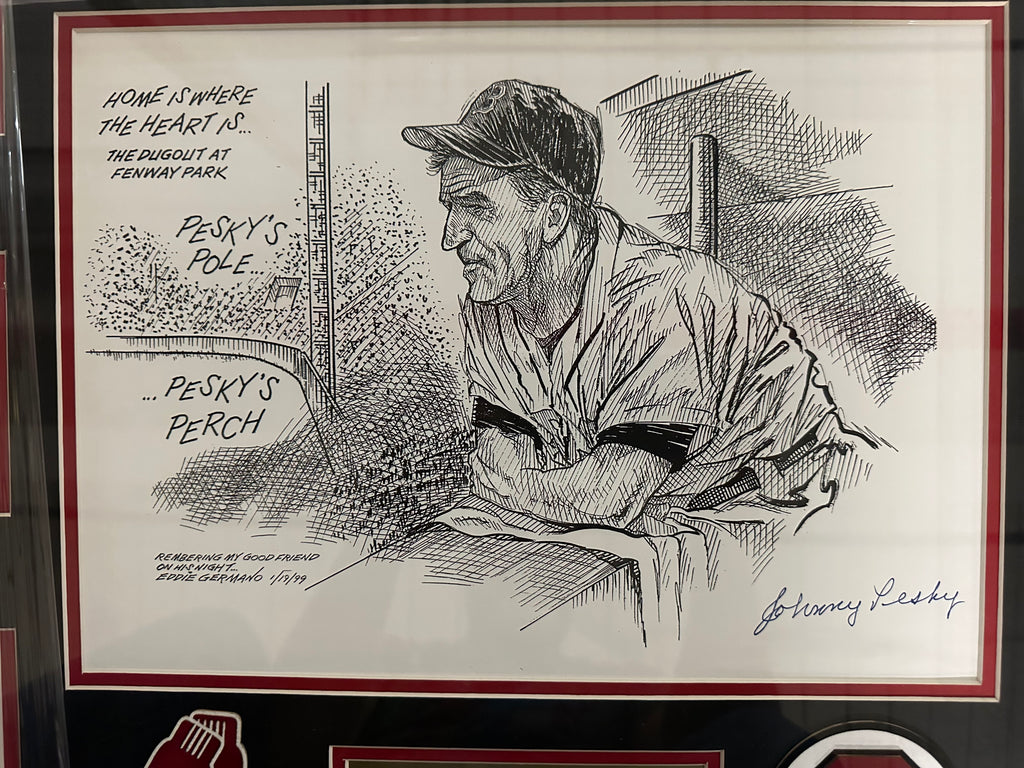 HOME IS WHERE
THE HEART IS...
THE DUGOUT AT
FENWAY PARK
PESKY'S
POLE...
...PESKY'S
PERCH
REMBERING MY GOOD FRIEND
ON HIS NIGHT...
EDDIE GERMANO 1/19/99
Johnny Pesky
B